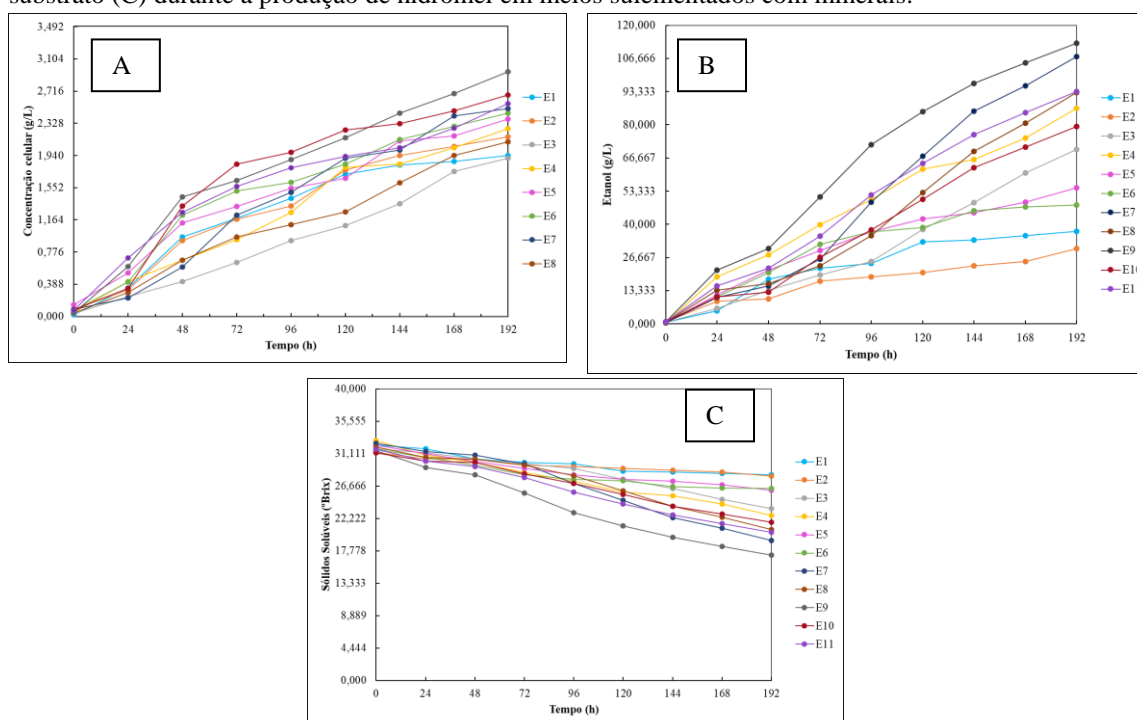 substrato (C) durante a produção de hidromel em meios sulementados com minerais.
A
Concentração celular (g/L)
3,492
3,104
2,716
2,328
1,940
1,552
1,164
0,776
0,388
0,000
0 24 48 72 96 120 144 168 192
Tempo (h)
E1
E2
E3
E4
E5
E6
E7
E8
B
Etanol (g/L)
120,000
106,666
93,333
80,000
66,667
53,333
40,000
26,667
13,333
0,000
0 24 48 72 96 120 144 168 192
Tempo (h)
E1
E2
E3
E4
E5
E6
E7
E8
E9
E10
E1
C
Sólidos Solúveis (ºBrix)
40,000
35,555
31,111
26,666
22,222
17,778
13,333
8,889
4,444
0,000
0 24 48 72 96 120 144 168 192
Tempo (h)
E1
E2
E3
E4
E5
E6
E7
E8
E9
E10
E11